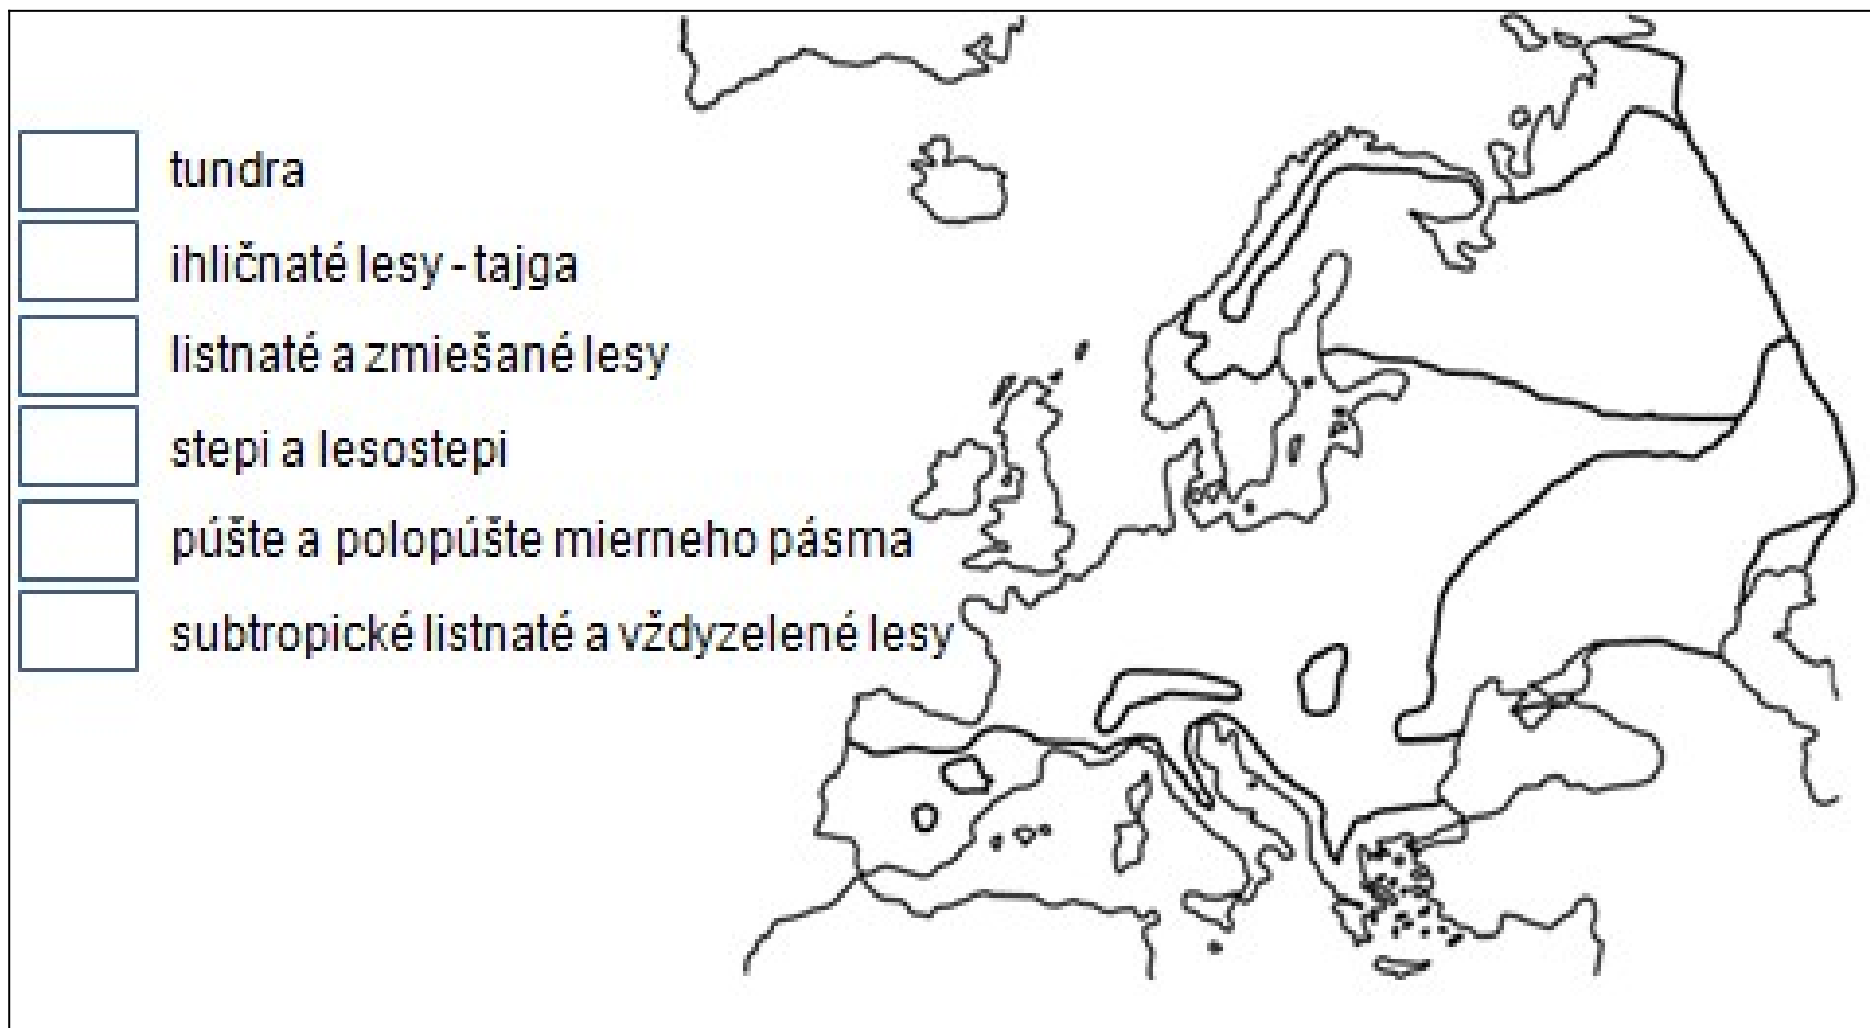 tundra
ihličnaté lesy - tajga
listnaté a zmiešané lesy
stepi a lesostepi
púšte a polopúšte mierneho pásma
subtropické listnaté a vždyzelené lesy